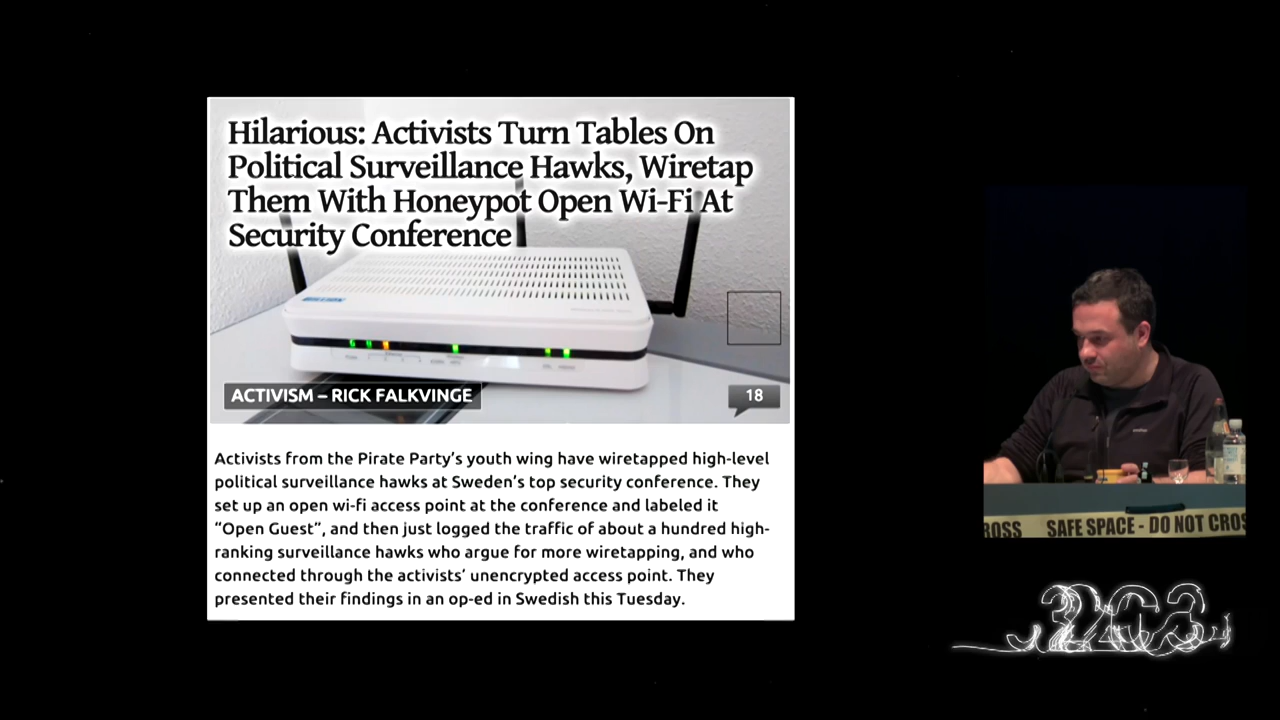 Hilarious: Activists Turn Tables On
Political Surveillance Hawks, Wiretap
Them With Honeypot Open Wi-Fi At
Security Conference
ACTIVISM – RICK FALKVINGE
18
Activists from the Pirate Party’s youth wing have wiretapped high-level
political surveillance hawks at Sweden’s top security conference. They
set up an open wi-fi access point at the conference and labeled it
“Open Guest”, and then just logged the traffic of about a hundred high-
ranking surveillance hawks who argue for more wiretapping, and who
connected through the activists’ unencrypted access point. They
presented their findings in an op-ed in Swedish this Tuesday.
ROSS SAFE SPACE - DO NOT CROS
32C3